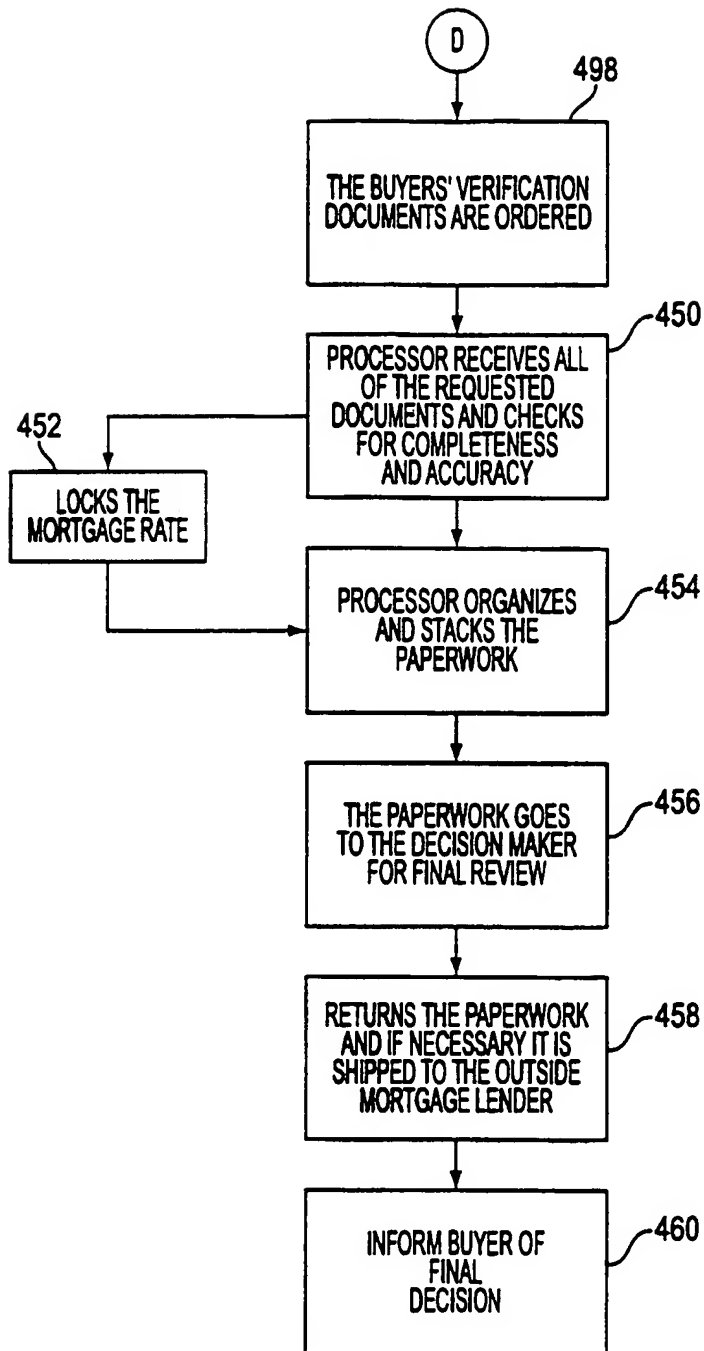 D
498
THE BUYERS' VERIFICATION
DOCUMENTS ARE ORDERED
450
PROCESSOR RECEIVES ALL
OF THE REQUESTED
DOCUMENTS AND CHECKS
FOR COMPLETENESS
AND ACCURACY
452
LOCKS THE
MORTGAGE RATE
454
PROCESSOR ORGANIZES
AND STACKS THE
PAPERWORK
456
THE PAPERWORK GOES
TO THE DECISION MAKER
FOR FINAL REVIEW
458
RETURNS THE PAPERWORK
AND IF NECESSARY IT IS
SHIPPED TO THE OUTSIDE
MORTGAGE LENDER
460
INFORM BUYER OF
FINAL
DECISION